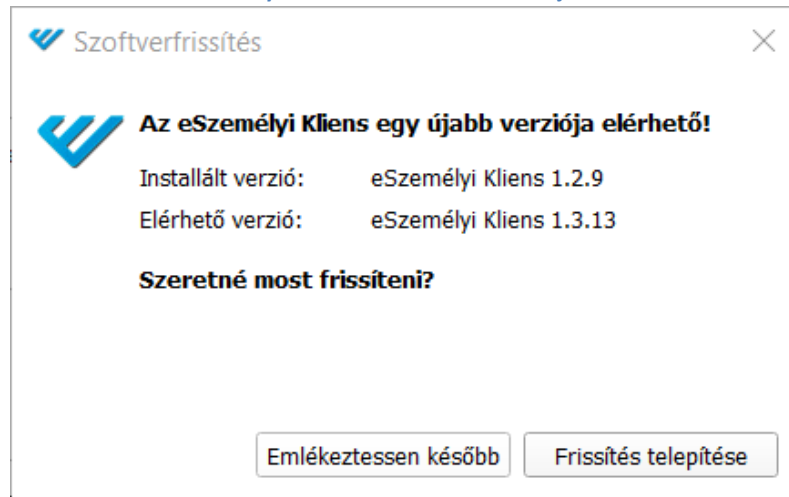 Szoftverfrissítés
Az eSzemélyi Kliens egy újabb verziója elérhető!
Installált verzió: eSzemélyi Kliens 1.2.9
Elérhető verzió: eSzemélyi Kliens 1.3.13
Szeretné most frissíteni?
Emlékeztessen később Frissítés telepítése